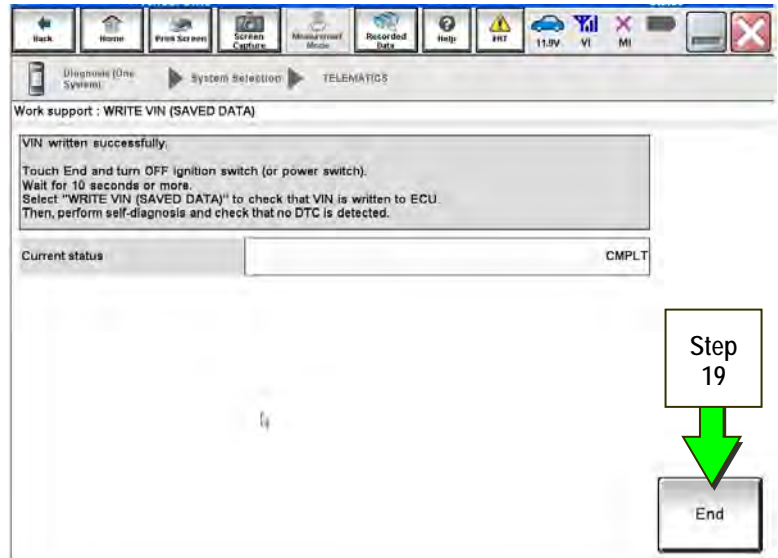 Back
Home
Print Screen
Screen
Capture
Measurement
Mode
Recorded
Data
Help
ERT
11.9V
VI
MI
Diagnosis (One
System)
System Selection
TELEMATICS
Work support : WRITE VIN (SAVED DATA)
VIN written successfully.
Touch End and turn OFF ignition switch (or power switch).
Wait for 10 seconds or more.
Select "WRITE VIN (SAVED DATA)" to check that VIN is written to ECU.
Then, perform self-diagnosis and check that no DTC is detected.
Current status
CMPLT
Step
19
End